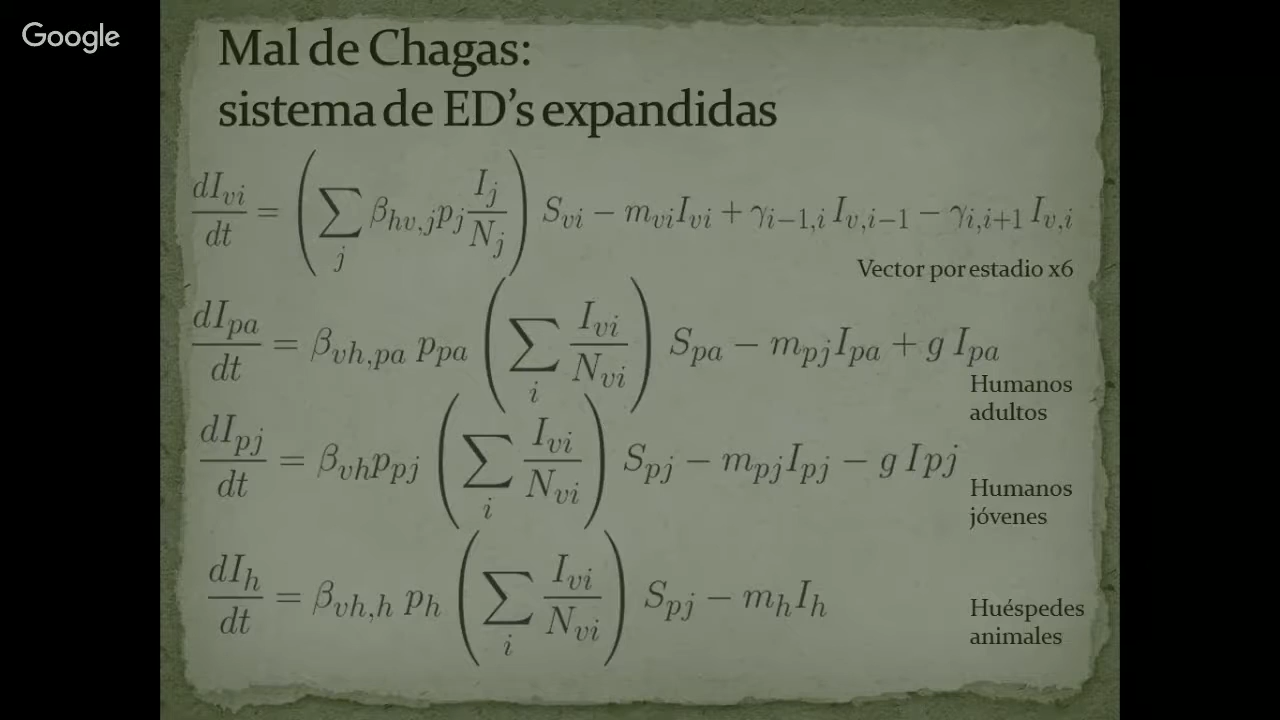 Google
Mal de Chagas:
sistema de ED's expandidas
dI_{vi}/dt = ( ∑_j β_{hv,j} p_j I_j/N_j ) S_{vi} − m_{vi} I_{vi} + γ_{i−1,i} I_{v,i−1} − γ_{i,i+1} I_{v,i}
Vector por estadio x6
dI_{pa}/dt = β_{vh,pa} p_{pa} ( ∑_i I_{vi}/N_{vi} ) S_{pa} − m_{pj} I_{pa} + g I_{pa}
Humanos
adultos
dI_{pj}/dt = β_{vh} p_{pj} ( ∑_i I_{vi}/N_{vi} ) S_{pj} − m_{pj} I_{pj} − g Ipj
Humanos
jóvenes
dI_h/dt = β_{vh,h} p_h ( ∑_i I_{vi}/N_{vi} ) S_{pj} − m_h I_h
Huéspedes
animales